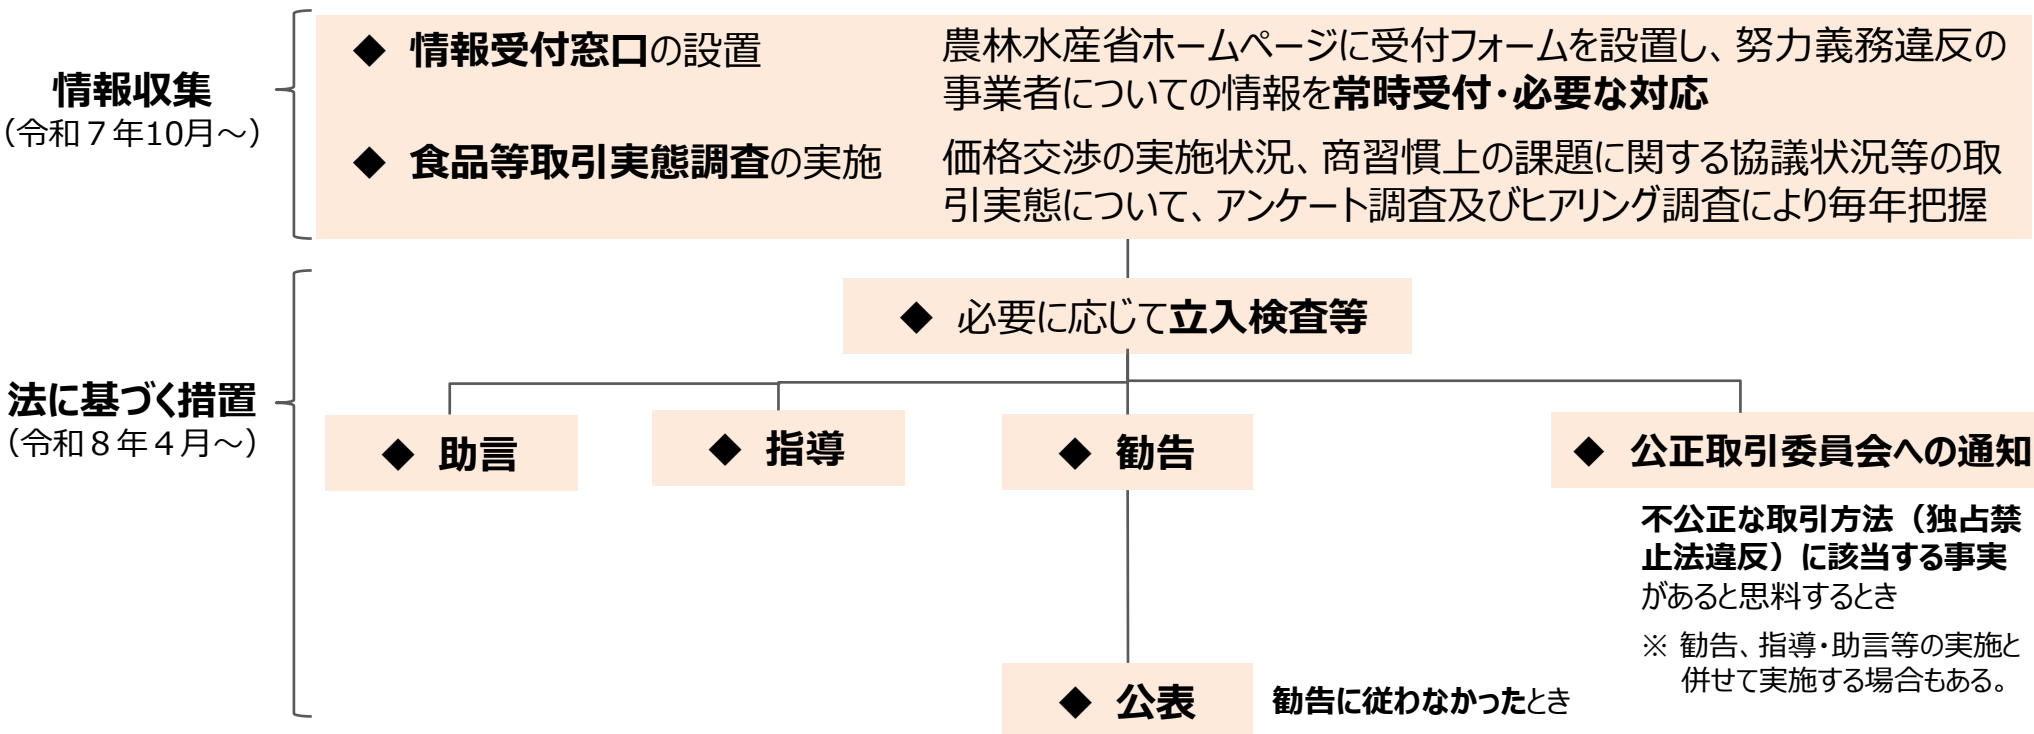 情報収集
（令和７年10月～）
◆ 情報受付窓口の設置
農林水産省ホームページに受付フォームを設置し、努力義務違反の
事業者についての情報を常時受付・必要な対応
◆ 食品等取引実態調査の実施
価格交渉の実施状況、商習慣上の課題に関する協議状況等の取
引実態について、アンケート調査及びヒアリング調査により毎年把握
法に基づく措置
（令和８年４月～）
◆ 必要に応じて立入検査等
◆ 助言
◆ 指導
◆ 勧告
◆ 公正取引委員会への通知
不公正な取引方法（独占禁
止法違反）に該当する事実
があると思料するとき
※ 勧告、指導・助言等の実施と
併せて実施する場合もある。
◆ 公表
勧告に従わなかったとき